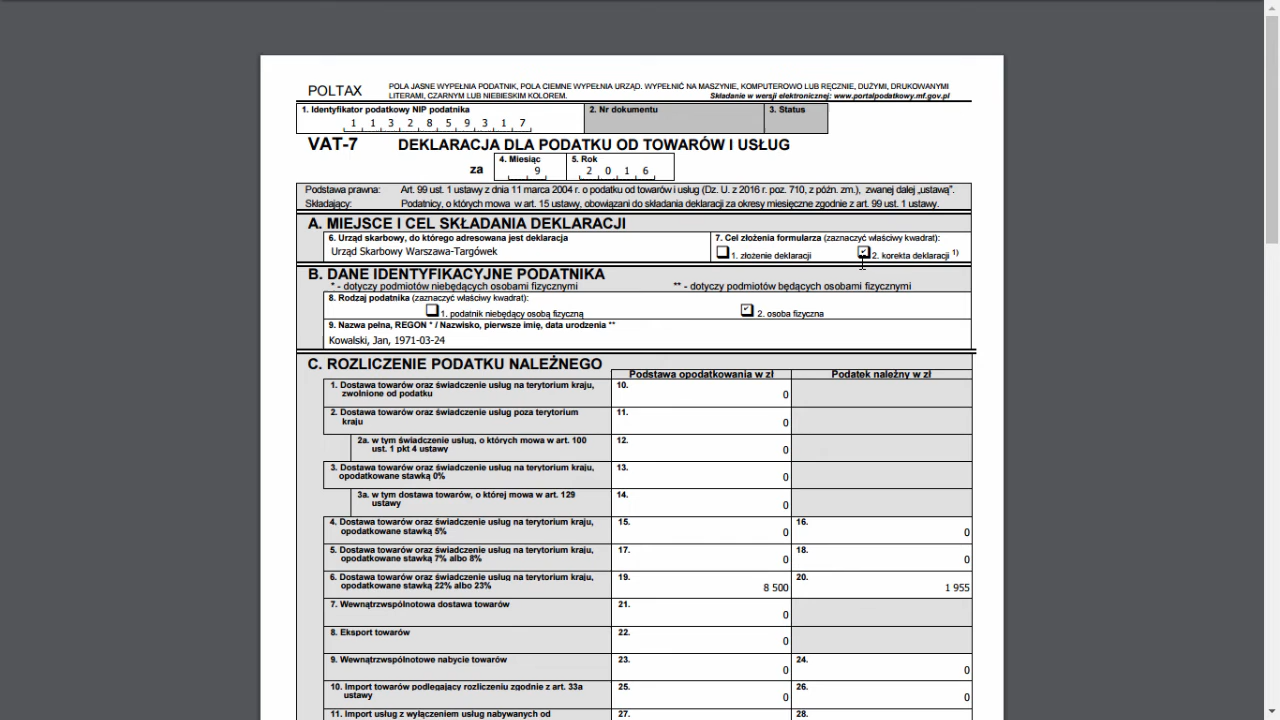 POLTAX
POLA JASNE WYPEŁNIA PODATNIK, POLA CIEMNE WYPEŁNIA URZĄD. WYPEŁNIĆ NA MASZYNIE, KOMPUTEROWO LUB RĘCZNIE, DUŻYMI, DRUKOWANYMI
LITERAMI, CZARNYM LUB NIEBIESKIM KOLOREM.
Składanie w wersji elektronicznej: www.portalpodatkowy.mf.gov.pl
1. Identyfikator podatkowy NIP podatnika
1 1 3 2 8 5 9 3 1 7
2. Nr dokumentu
3. Status
VAT-7 DEKLARACJA DLA PODATKU OD TOWARÓW I USŁUG
za
4. Miesiąc
9
5. Rok
2 0 1 6
Podstawa prawna: Art. 99 ust. 1 ustawy z dnia 11 marca 2004 r. o podatku od towarów i usług (Dz. U. z 2016 r. poz. 710, z późn. zm.), zwanej dalej „ustawą”.
Składający: Podatnicy, o których mowa w art. 15 ustawy, obowiązani do składania deklaracji za okresy miesięczne zgodnie z art. 99 ust. 1 ustawy.
A. MIEJSCE I CEL SKŁADANIA DEKLARACJI
6. Urząd skarbowy, do którego adresowana jest deklaracja
Urząd Skarbowy Warszawa-Targówek
7. Cel złożenia formularza (zaznaczyć właściwy kwadrat):
1. złożenie deklaracji
2. korekta deklaracji 1)
B. DANE IDENTYFIKACYJNE PODATNIKA
* - dotyczy podmiotów niebędących osobami fizycznymi
** - dotyczy podmiotów będących osobami fizycznymi
8. Rodzaj podatnika (zaznaczyć właściwy kwadrat):
1. podatnik niebędący osobą fizyczną
2. osoba fizyczna
9. Nazwa pełna, REGON * / Nazwisko, pierwsze imię, data urodzenia **
Kowalski, Jan, 1971-03-24
C. ROZLICZENIE PODATKU NALEŻNEGO
Podstawa opodatkowania w zł
Podatek należny w zł
1. Dostawa towarów oraz świadczenie usług na terytorium kraju,
zwolnione od podatku
10.
0
2. Dostawa towarów oraz świadczenie usług poza terytorium
kraju
11.
0
2a. w tym świadczenie usług, o których mowa w art. 100
ust. 1 pkt 4 ustawy
12.
0
3. Dostawa towarów oraz świadczenie usług na terytorium kraju,
opodatkowane stawką 0%
13.
0
3a. w tym dostawa towarów, o której mowa w art. 129
ustawy
14.
0
4. Dostawa towarów oraz świadczenie usług na terytorium kraju,
opodatkowane stawką 5%
15.
0
16.
0
5. Dostawa towarów oraz świadczenie usług na terytorium kraju,
opodatkowane stawką 7% albo 8%
17.
0
18.
0
6. Dostawa towarów oraz świadczenie usług na terytorium kraju,
opodatkowane stawką 22% albo 23%
19.
8 500
20.
1 955
7. Wewnątrzwspólnotowa dostawa towarów
21.
0
8. Eksport towarów
22.
0
9. Wewnątrzwspólnotowe nabycie towarów
23.
0
24.
0
10. Import towarów podlegający rozliczeniu zgodnie z art. 33a
ustawy
25.
0
26.
0
11. Import usług z wyłączeniem usług nabywanych od
27.
28.